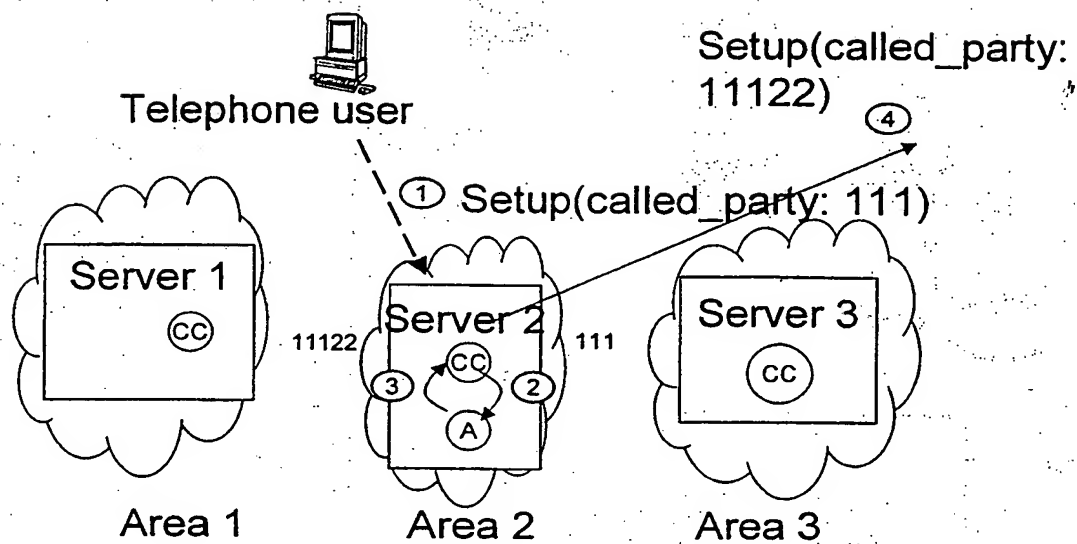 Setup(called_party:
11122)
④
Telephone user
① Setup(called_party: 111)
Server 1
CC
11122
Server 2
CC
③
②
A
111
Server 3
CC
Area 1
Area 2
Area 3